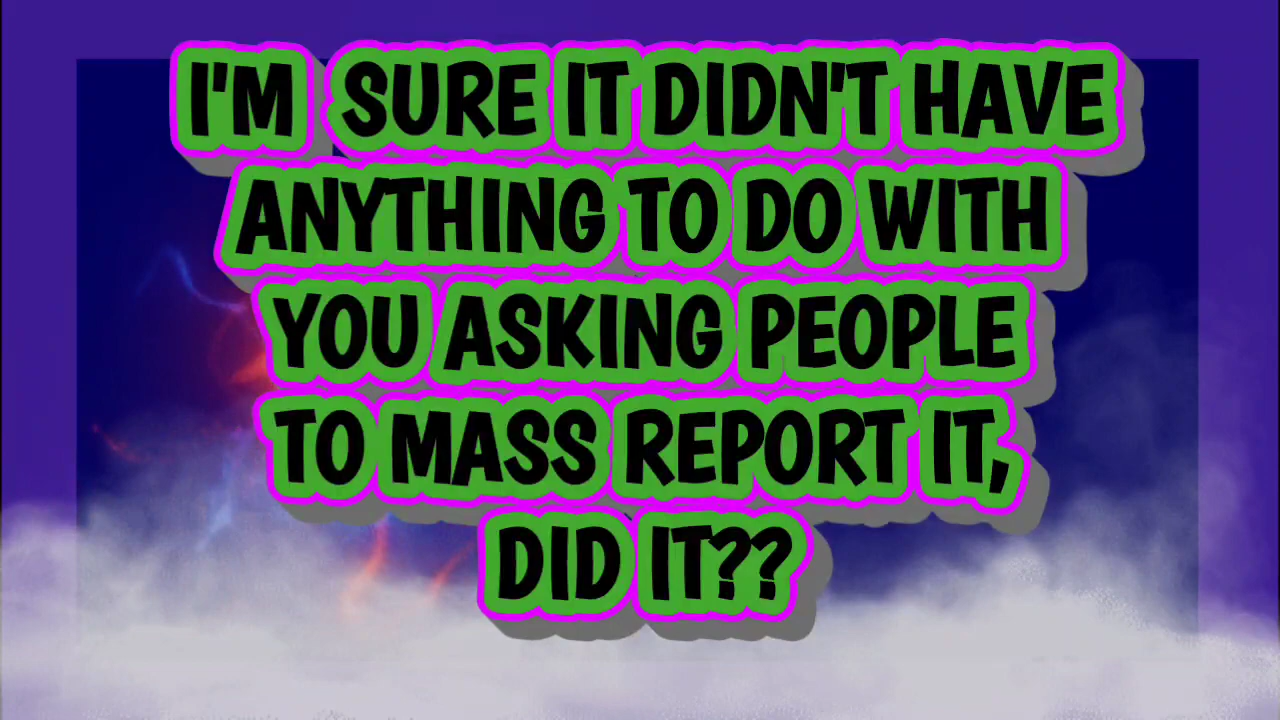 I'M SURE IT DIDN'T HAVE
ANYTHING TO DO WITH
YOU ASKING PEOPLE
TO MASS REPORT IT,
DID IT??